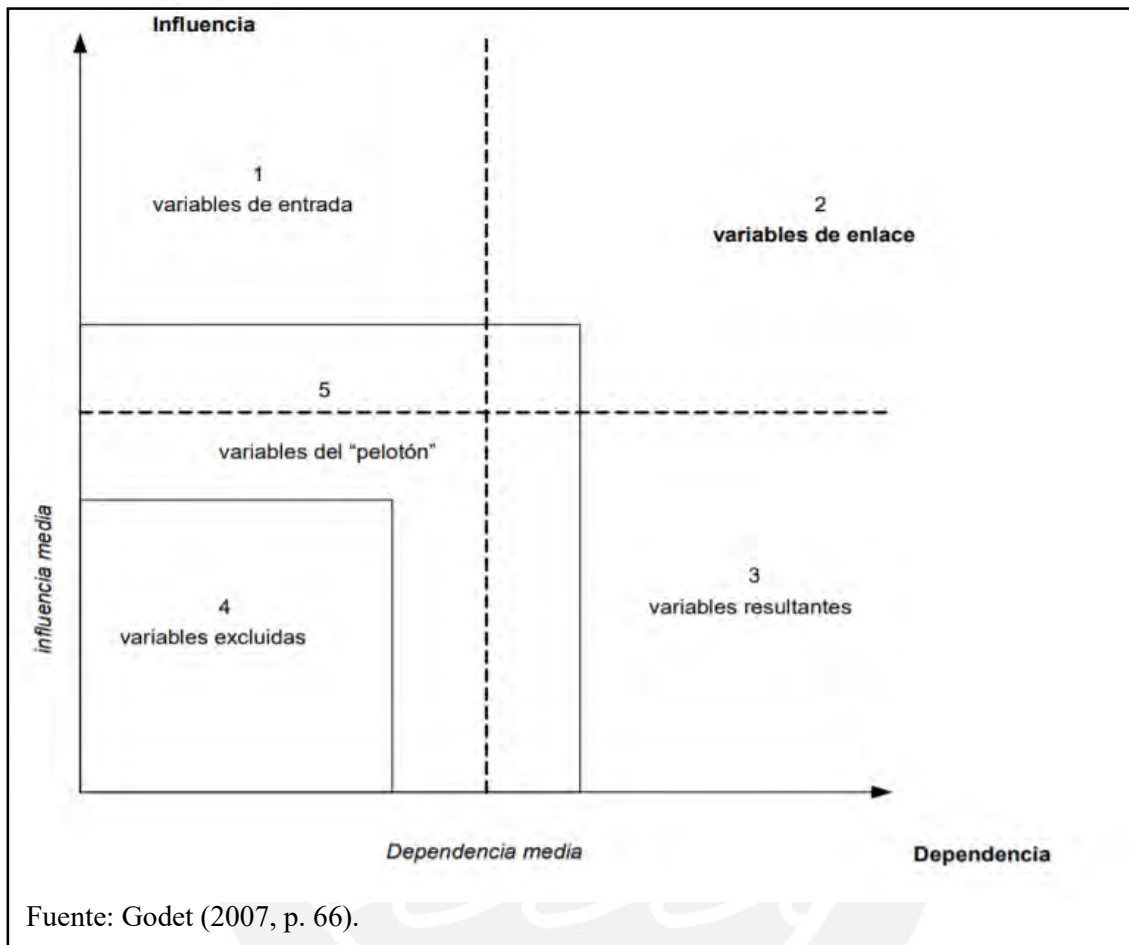 Influencia
1
variables de entrada
2
variables de enlace
5
variables del “pelotón”
influencia media
4
variables excluidas
3
variables resultantes
Dependencia media
Dependencia
Fuente: Godet (2007, p. 66).